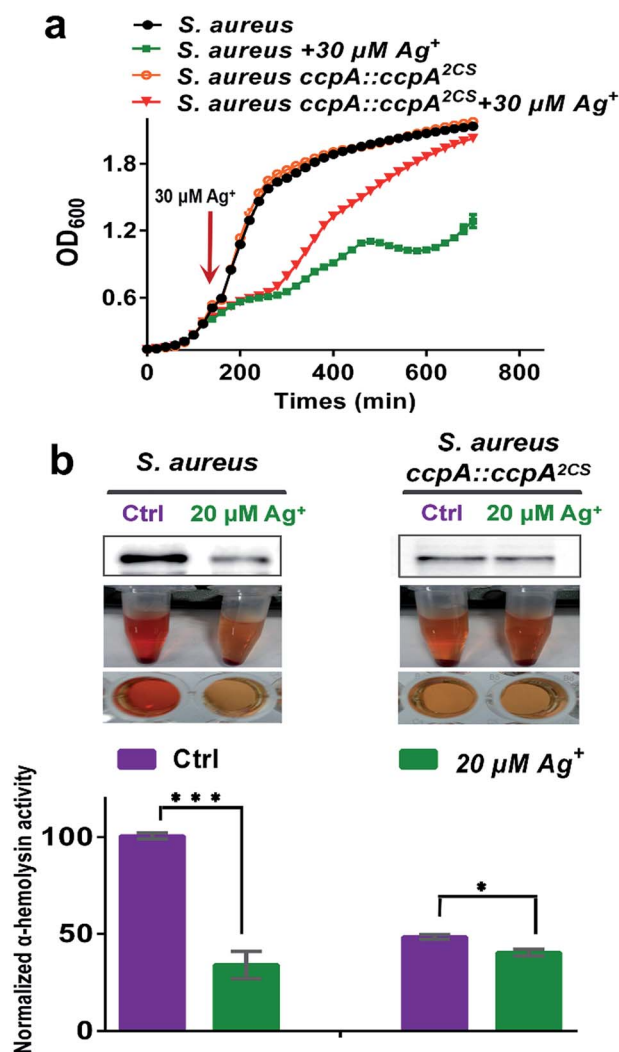 a
S. aureus
S. aureus +30 µM Ag⁺
S. aureus ccpA::ccpA²ᶜˢ
S. aureus ccpA::ccpA²ᶜˢ+30 µM Ag⁺
OD₆₀₀
1.8
1.2
0.6
30 µM Ag⁺
0 200 400 600 800
Times (min)
b
S. aureus
S. aureus
ccpA::ccpA²ᶜˢ
Ctrl 20 µM Ag⁺
Ctrl 20 µM Ag⁺
Ctrl
20 µM Ag⁺
Normalized α-hemolysin activity
100
50
0
***
*